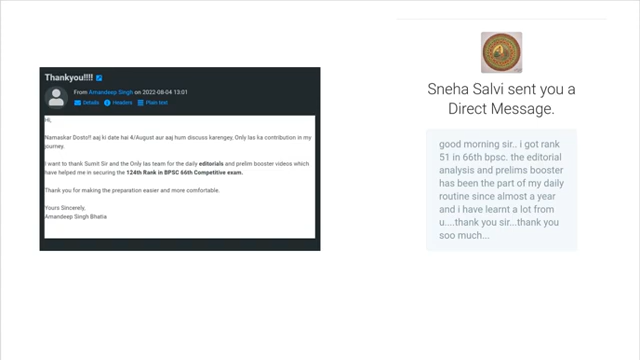 Thankyou!!!!
From Amandeep Singh on 2022-08-04 13:01
Details Headers Plain text
Hi,
Namaskar Dosto!! aaj ki date hai 4/August aur aaj hum discuss karengey, Only Ias ka contribution in my
journey.
I want to thank Sumit Sir and the Only Ias team for the daily editorials and prelim booster videos which
have helped me in securing the 124th Rank in BPSC 66th Competitive exam.
Thank you for making the preparation easier and more comfortable.
Yours Sincerely,
Amandeep Singh Bhatia
Sneha Salvi sent you a
Direct Message.
good morning sir.. i got rank
51 in 66th bpsc. the editorial
analysis and prelims booster
has been the part of my daily
routine since almost a year
and i have learnt a lot from
u....thank you sir...thank you
soo much...